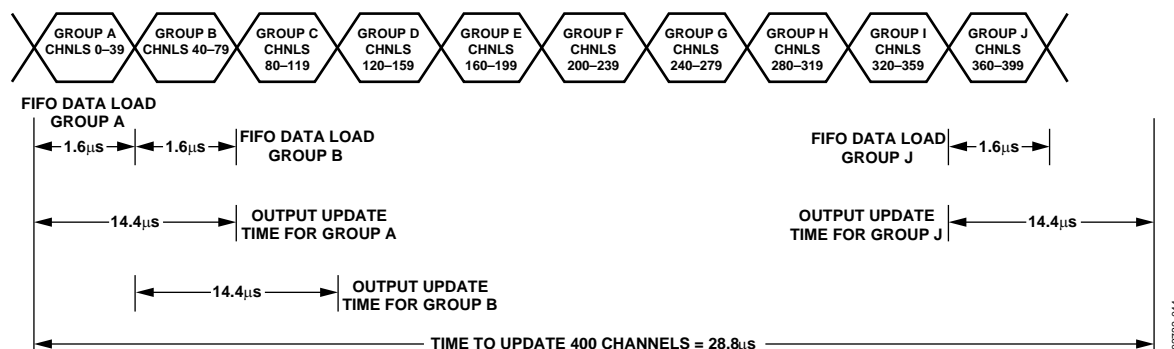 GROUP A
CHNLS 0–39
GROUP B
CHNLS 40–79
GROUP C
CHNLS
80–119
GROUP D
CHNLS
120–159
GROUP E
CHNLS
160–199
GROUP F
CHNLS
200–239
GROUP G
CHNLS
240–279
GROUP H
CHNLS
280–319
GROUP I
CHNLS
320–359
GROUP J
CHNLS
360–399
FIFO DATA LOAD
GROUP A
1.6μs
1.6μs
FIFO DATA LOAD
GROUP B
FIFO DATA LOAD
GROUP J
1.6μs
14.4μs
OUTPUT UPDATE
TIME FOR GROUP A
OUTPUT UPDATE
TIME FOR GROUP J
14.4μs
14.4μs
OUTPUT UPDATE
TIME FOR GROUP B
TIME TO UPDATE 400 CHANNELS = 28.8μs